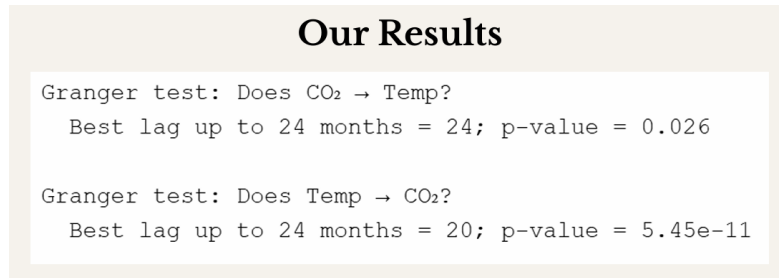 Our Results
Granger test: Does CO₂ → Temp?
Best lag up to 24 months = 24; p-value = 0.026
Granger test: Does Temp → CO₂?
Best lag up to 24 months = 20; p-value = 5.45e-11